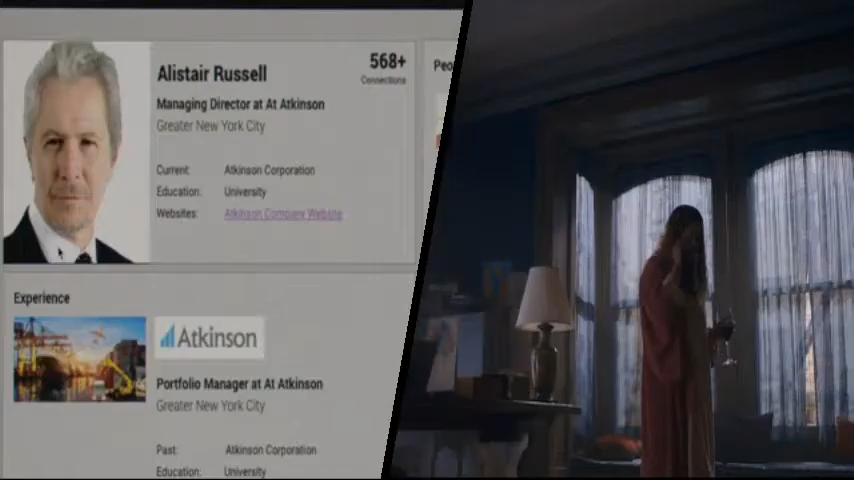 Alistair Russell
568+
Connections
Managing Director at At Atkinson
Greater New York City
Current: Atkinson Corporation
Education: University
Websites: Atkinson Company Website
Peo
Experience
Atkinson
Portfolio Manager at At Atkinson
Greater New York City
Past: Atkinson Corporation
Education: University